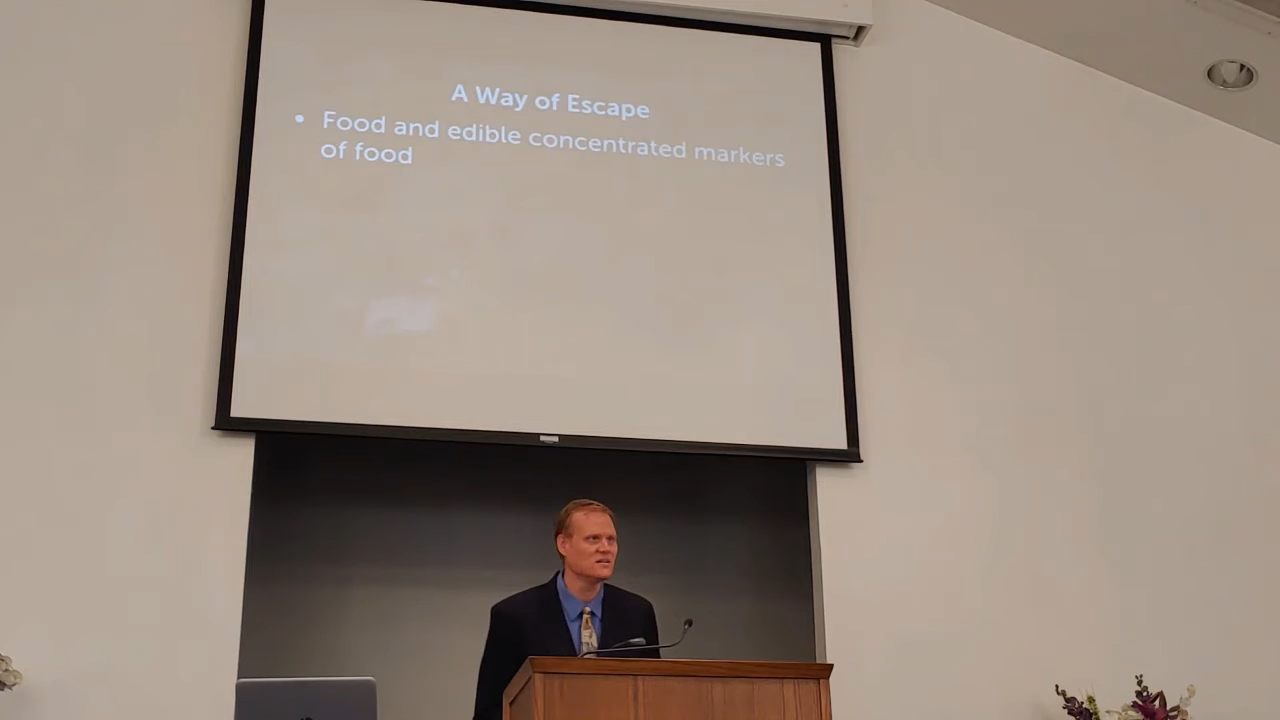 A Way of Escape
• Food and edible concentrated markers
of food